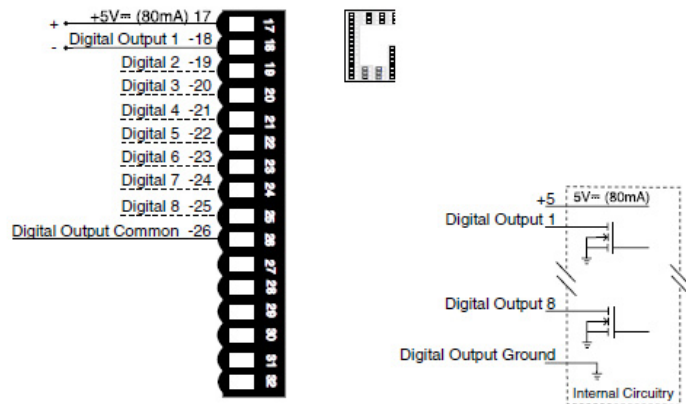 + +5V⎓ (80mA) 17
- Digital Output 1 -18
Digital 2 -19
Digital 3 -20
Digital 4 -21
Digital 5 -22
Digital 6 -23
Digital 7 -24
Digital 8 -25
Digital Output Common -26
17
18
19
20
21
22
23
24
25
26
27
28
29
30
31
32
+5 5V⎓ (80mA)
Digital Output 1
Digital Output 8
Digital Output Ground
Internal Circuitry